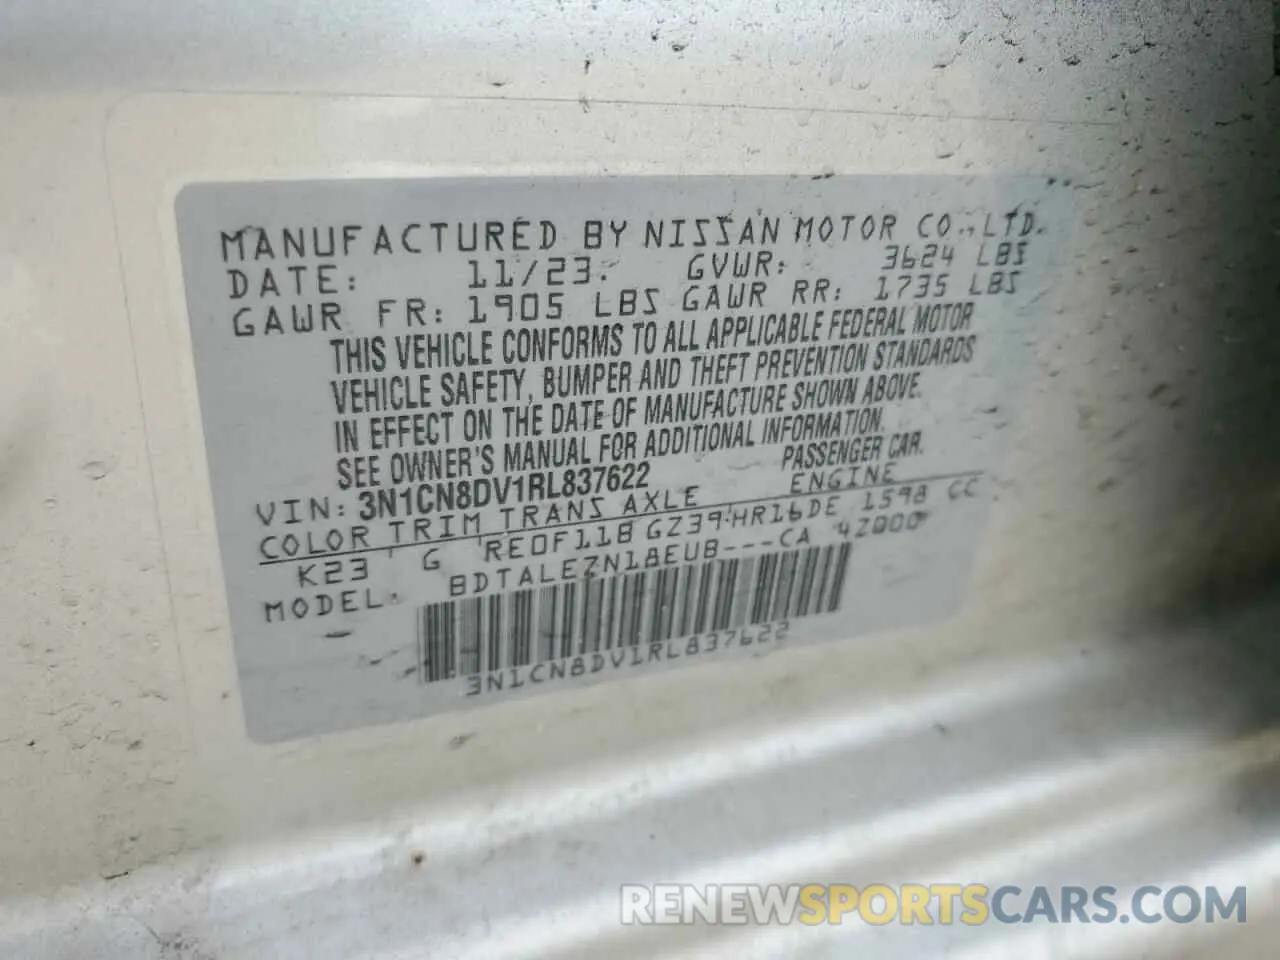 MANUFACTURED BY NISSAN MOTOR CO.,LTD.
DATE: 11/23. GVWR: 3624 LBS
GAWR FR: 1905 LBS GAWR RR: 1735 LBS
THIS VEHICLE CONFORMS TO ALL APPLICABLE FEDERAL MOTOR
VEHICLE SAFETY, BUMPER AND THEFT PREVENTION STANDARDS
IN EFFECT ON THE DATE OF MANUFACTURE SHOWN ABOVE.
SEE OWNER'S MANUAL FOR ADDITIONAL INFORMATION.
VIN: 3N1CN8DV1RL837622 PASSENGER CAR.
COLOR TRIM TRANS AXLE ENGINE
K23 G RE0F11B GZ39 HR16DE 1598 CC
MODEL: BDTALEZN18EUB---CA 4Z000
3N1CN8DV1RL837622
RENEWSPORTSCARS.COM